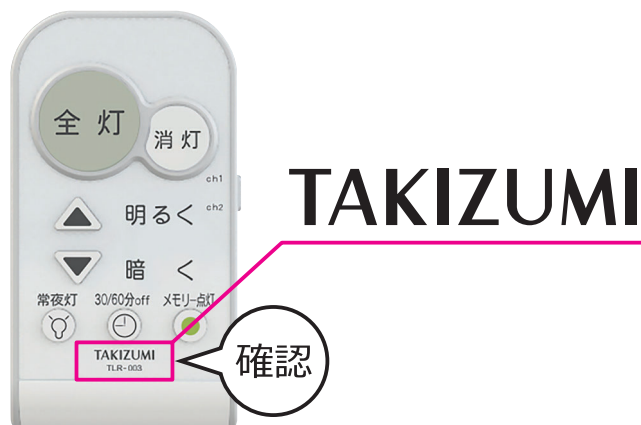 全灯
消灯
ch1
明るく
ch2
暗く
常夜灯
30/60分off
メモリー点灯
TAKIZUMI
TLR-003
TAKIZUMI
確認